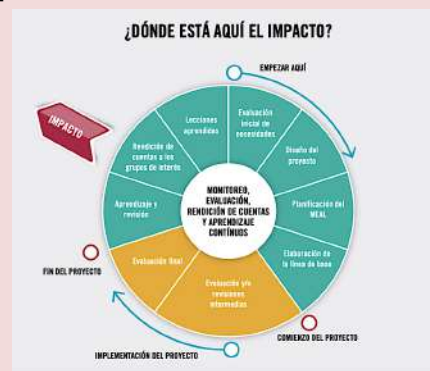 ¿DÓNDE ESTÁ AQUÍ EL IMPACTO?
EMPEZAR AQUÍ
IMPACTO
Lecciones
aprendidas
Evaluación
inicial de
necesidades
Rendición de
cuentas a los
grupos de interés
Diseño del
proyecto
Aprendizaje y
revisión
MONITOREO,
EVALUACIÓN,
RENDICIÓN DE CUENTAS
Y APRENDIZAJE
CONTÍNUOS
Planificación del
MEAL
Evaluación final
Elaboración de
la línea de base
Evaluación y/o
revisiones
intermedias
FIN DEL PROYECTO
COMIENZO DEL PROYECTO
IMPLEMENTACIÓN DEL PROYECTO